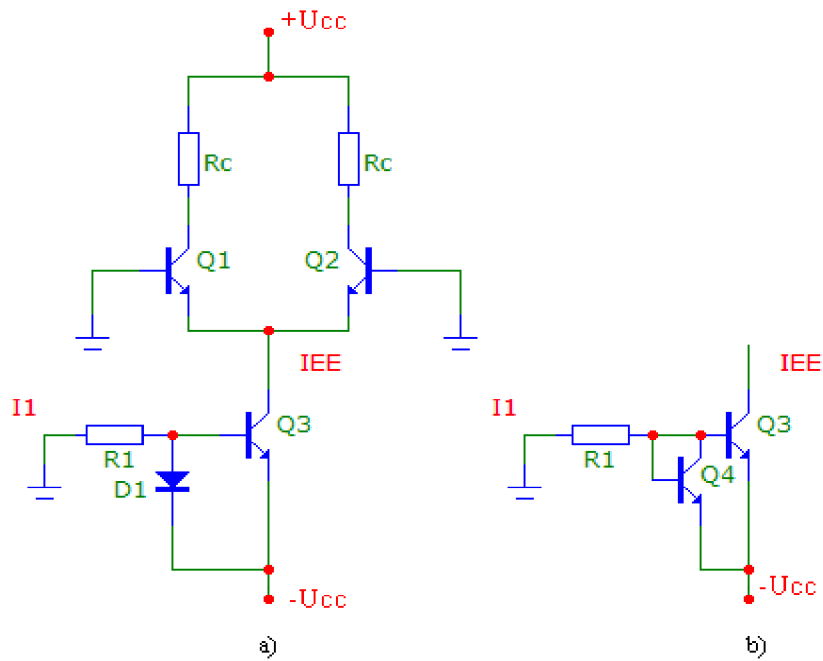 +Ucc
Rc Rc
Q1 Q2
IEE IEE
I1 Q3 I1 Q3
R1 R1
D1 Q4
-Ucc -Ucc
a) b)